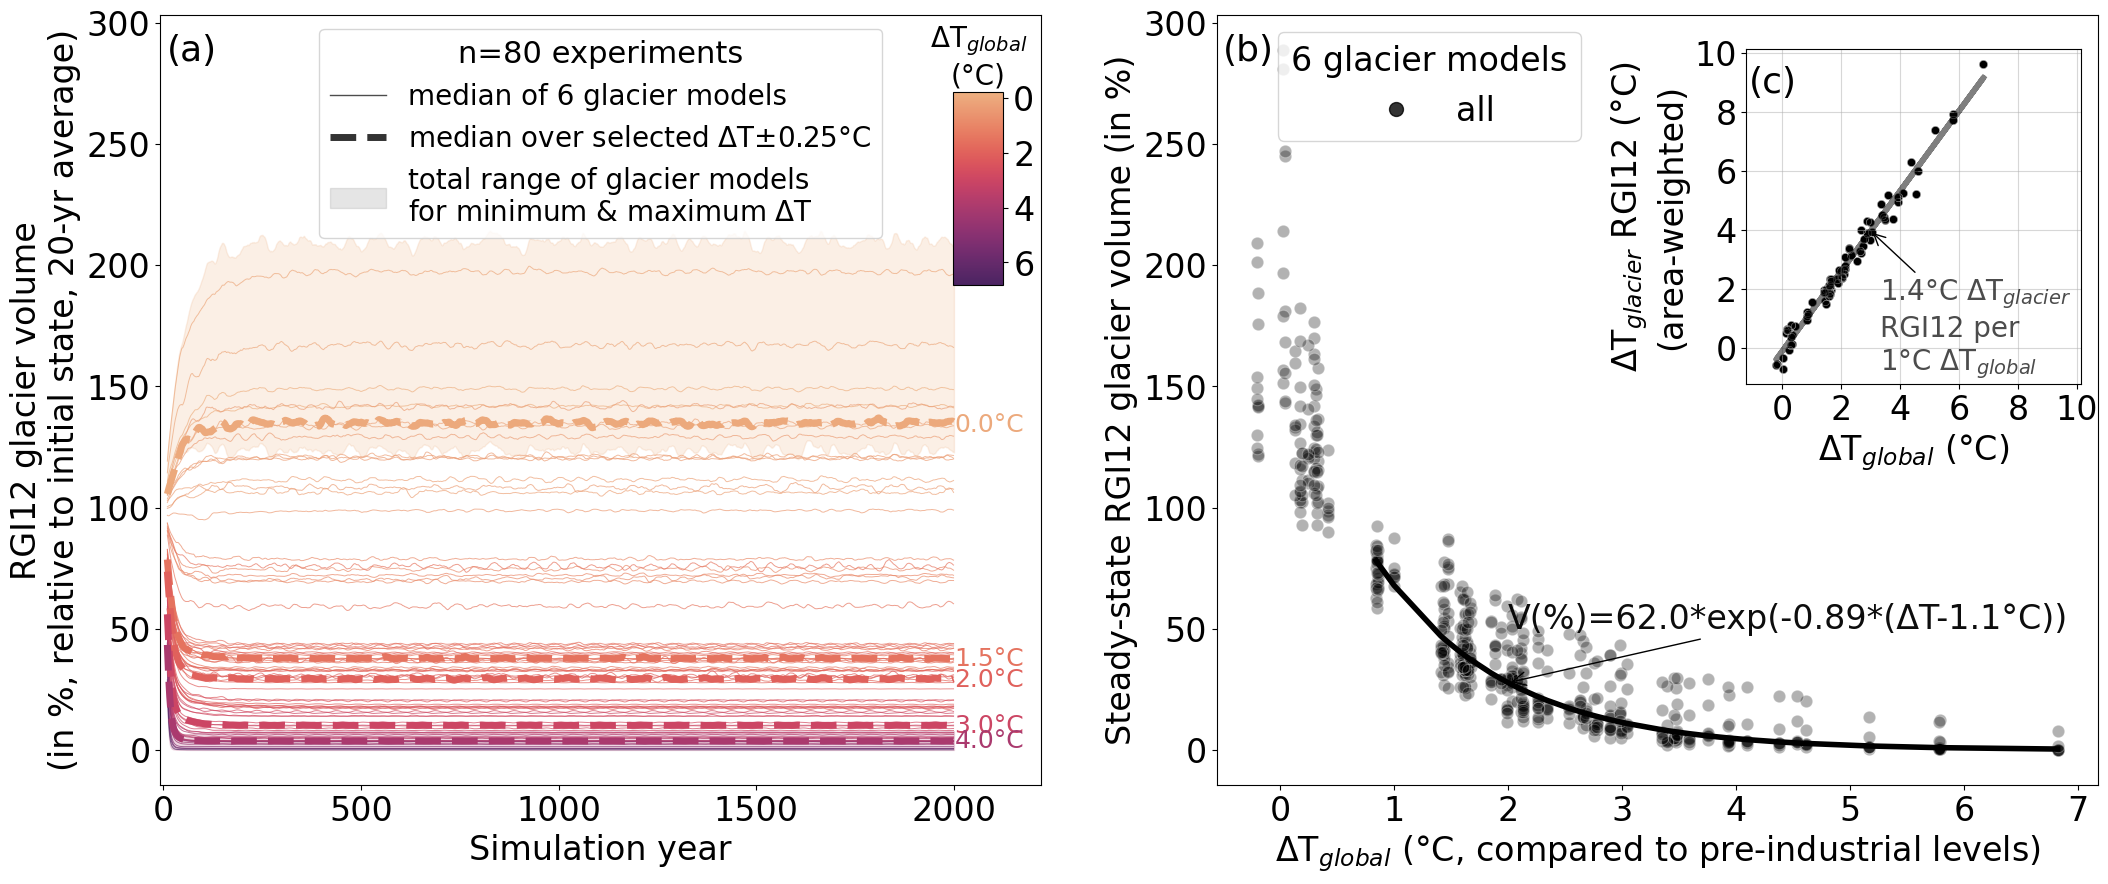 (a)
n=80 experiments
median of 6 glacier models
median over selected ΔT±0.25°C
total range of glacier models
for minimum & maximum ΔT
ΔT_global
(°C)
0
2
4
6
RGI12 glacier volume
(in %, relative to initial state, 20-yr average)
300
250
200
150
100
50
0
0.0°C
1.5°C
2.0°C
3.0°C
4.0°C
0
500
1000
1500
2000
Simulation year
(b)
6 glacier models
all
Steady-state RGI12 glacier volume (in %)
300
250
200
150
100
50
0
V(%)=62.0*exp(-0.89*(ΔT-1.1°C))
0
1
2
3
4
5
6
7
ΔT_global (°C, compared to pre-industrial levels)
(c)
ΔT_glacier RGI12 (°C)
(area-weighted)
10
8
6
4
2
0
1.4°C ΔT_glacier
RGI12 per
1°C ΔT_global
0
2
4
6
8
10
ΔT_global (°C)